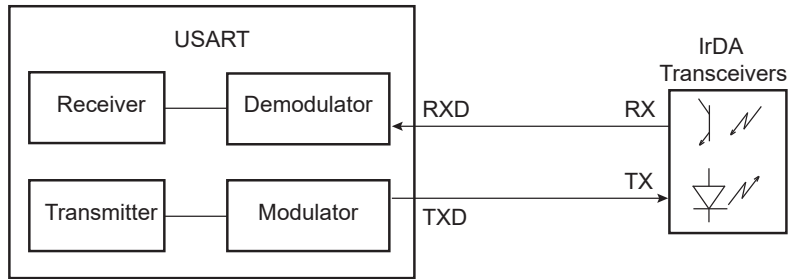 USART
IrDA
Transceivers
Receiver
Demodulator
RXD
RX
Transmitter
Modulator
TXD
TX